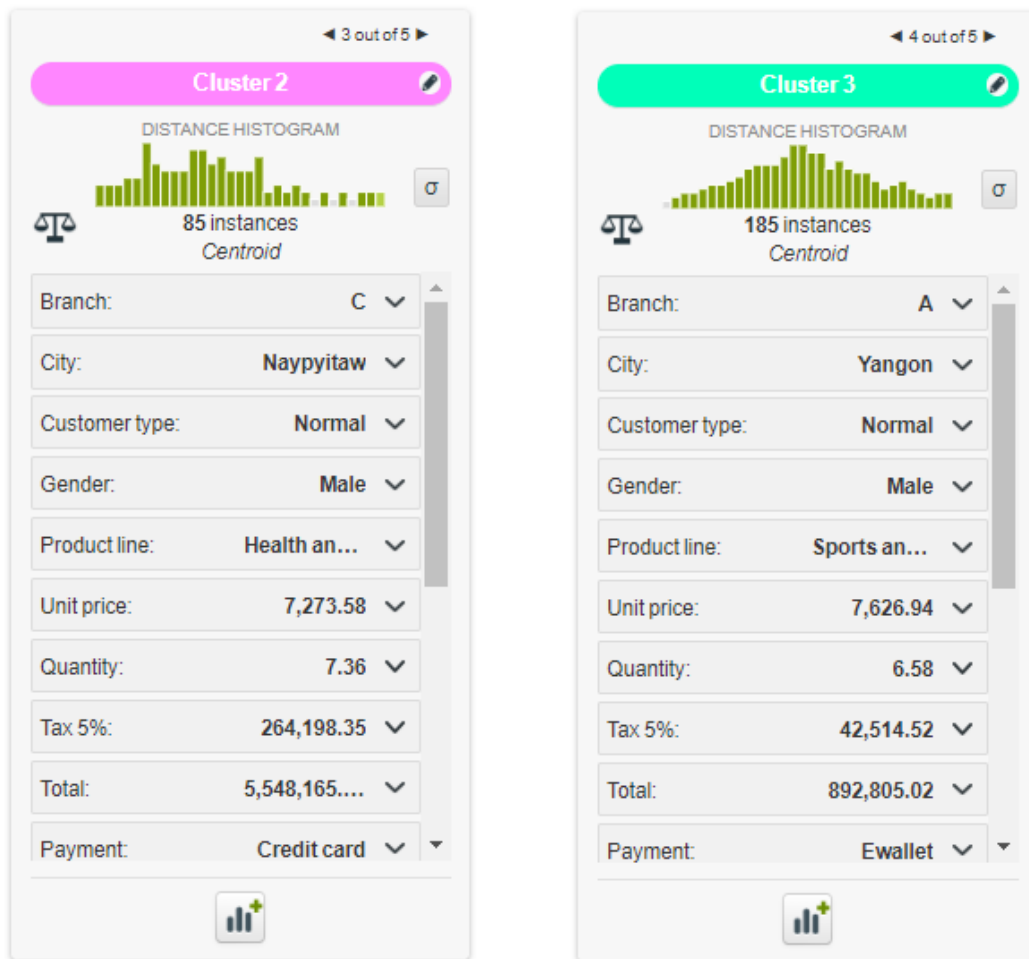 ◄ 3 out of 5 ►
Cluster 2
DISTANCE HISTOGRAM
σ
85 instances
Centroid
Branch: C
City: Naypyitaw
Customer type: Normal
Gender: Male
Product line: Health an...
Unit price: 7,273.58
Quantity: 7.36
Tax 5%: 264,198.35
Total: 5,548,165....
Payment: Credit card
◄ 4 out of 5 ►
Cluster 3
DISTANCE HISTOGRAM
σ
185 instances
Centroid
Branch: A
City: Yangon
Customer type: Normal
Gender: Male
Product line: Sports an...
Unit price: 7,626.94
Quantity: 6.58
Tax 5%: 42,514.52
Total: 892,805.02
Payment: Ewallet